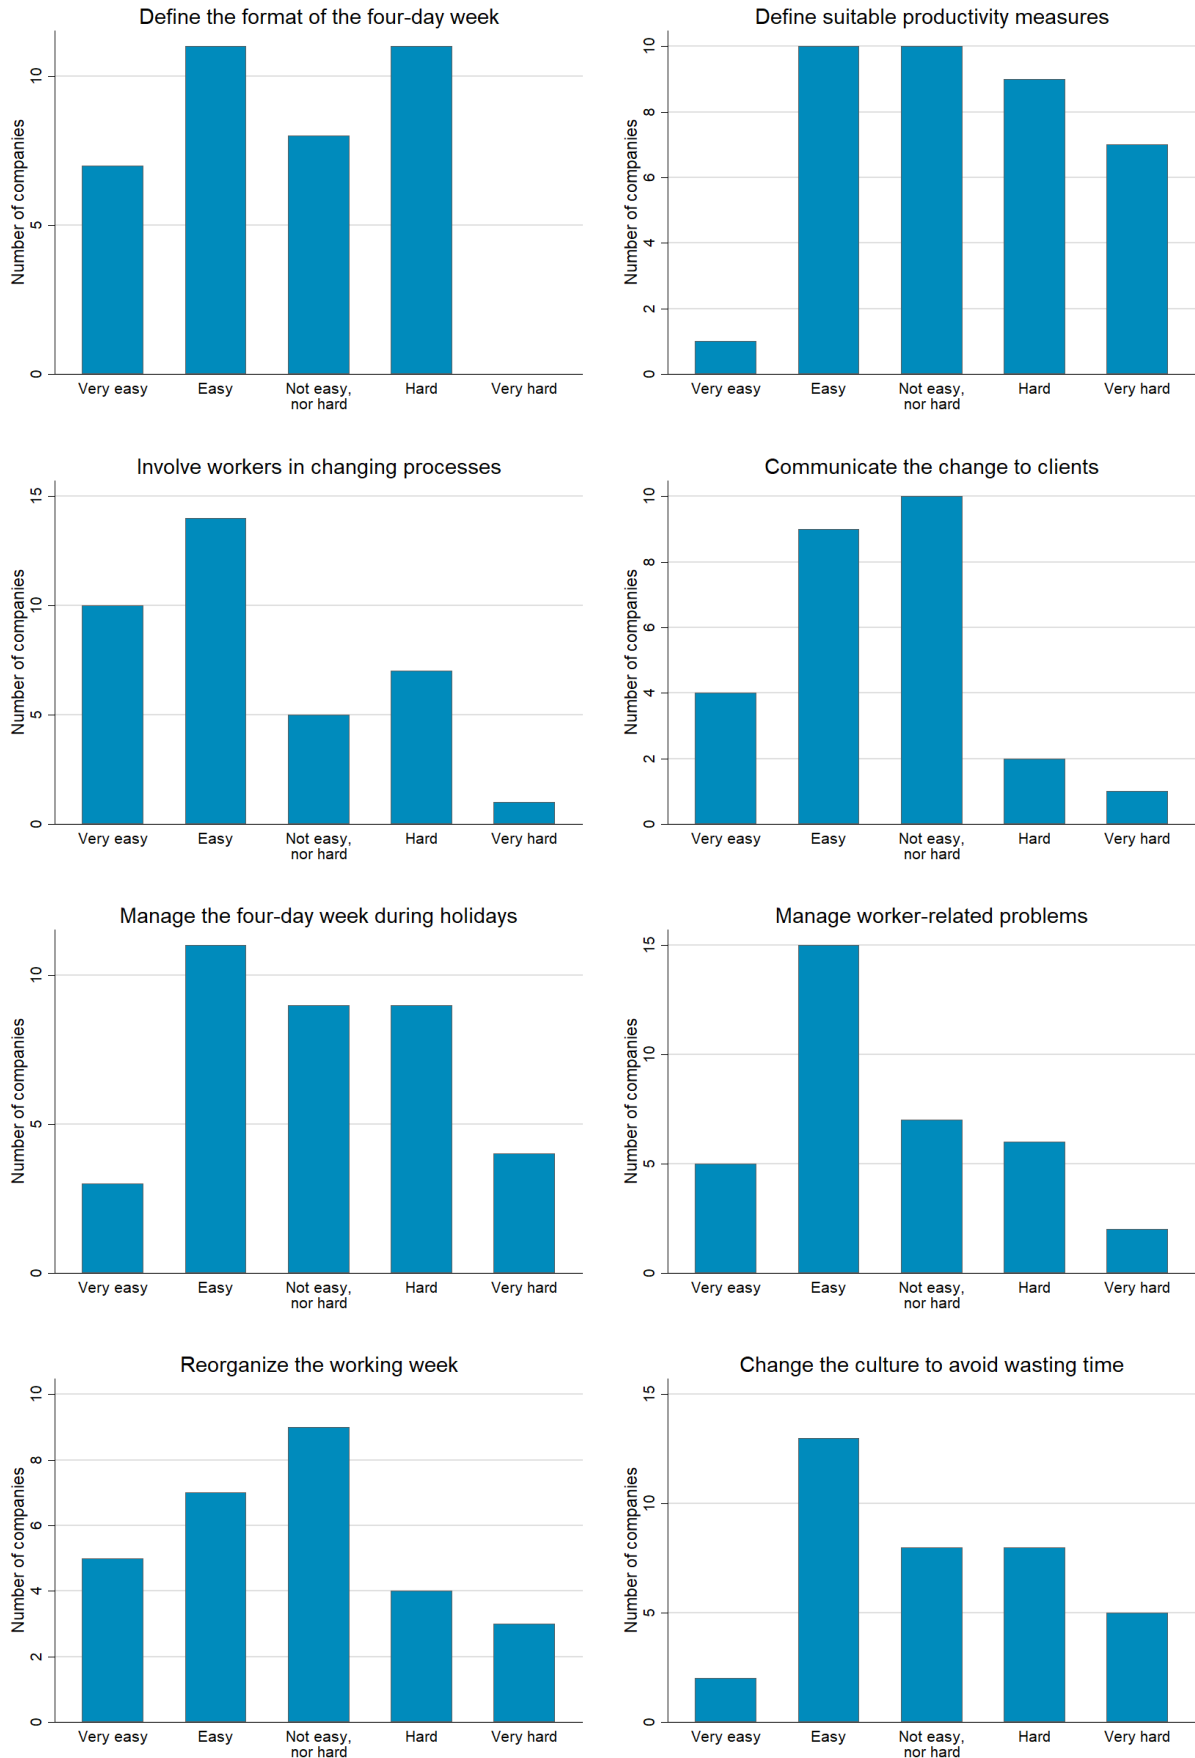 Define the format of the four-day week
Number of companies
10
5
0
Very easy
Easy
Not easy,
nor hard
Hard
Very hard
Define suitable productivity measures
Number of companies
10
8
6
4
2
0
Very easy
Easy
Not easy,
nor hard
Hard
Very hard
Involve workers in changing processes
Number of companies
15
10
5
0
Very easy
Easy
Not easy,
nor hard
Hard
Very hard
Communicate the change to clients
Number of companies
10
8
6
4
2
0
Very easy
Easy
Not easy,
nor hard
Hard
Very hard
Manage the four-day week during holidays
Number of companies
10
5
0
Very easy
Easy
Not easy,
nor hard
Hard
Very hard
Manage worker-related problems
Number of companies
15
10
5
0
Very easy
Easy
Not easy,
nor hard
Hard
Very hard
Reorganize the working week
Number of companies
10
8
6
4
2
0
Very easy
Easy
Not easy,
nor hard
Hard
Very hard
Change the culture to avoid wasting time
Number of companies
15
10
5
0
Very easy
Easy
Not easy,
nor hard
Hard
Very hard